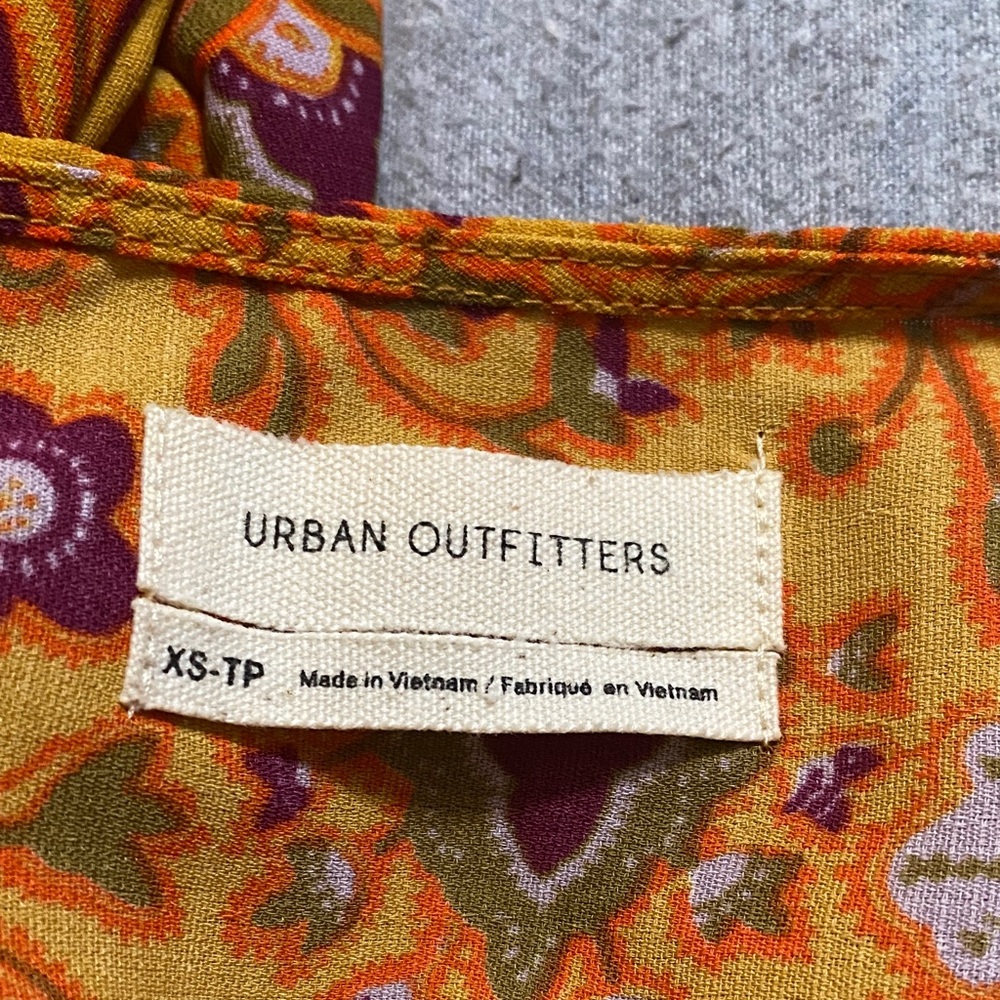 URBAN OUTFITTERS
XS-TP Made in Vietnam / Fabriqué en Vietnam